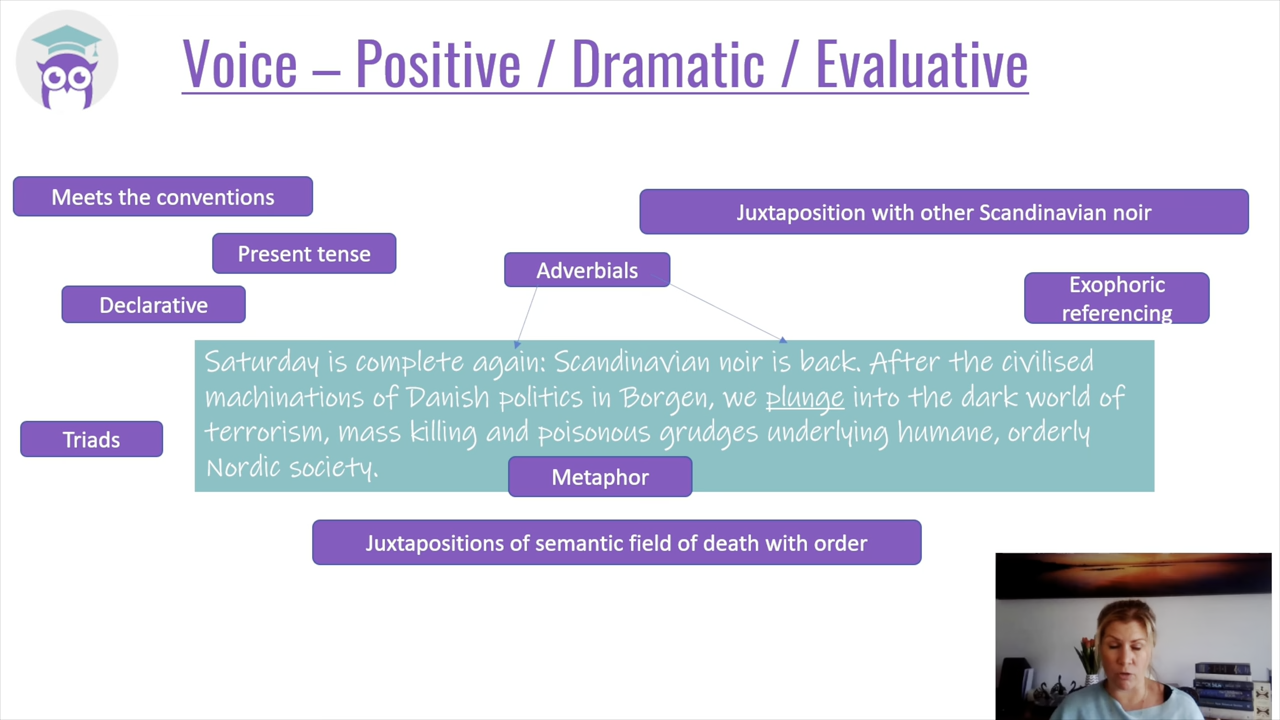 Voice – Positive / Dramatic / Evaluative
Meets the conventions
Juxtaposition with other Scandinavian noir
Present tense
Adverbials
Declarative
Exophoric
referencing
Saturday is complete again: Scandinavian noir is back. After the civilised
machinations of Danish politics in Borgen, we plunge into the dark world of
terrorism, mass killing and poisonous grudges underlying humane, orderly
Nordic society.
Triads
Metaphor
Juxtapositions of semantic field of death with order